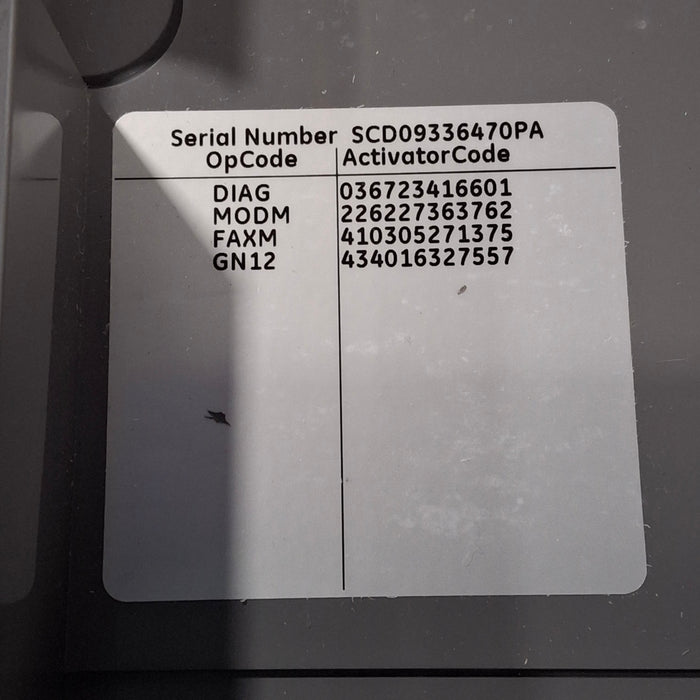 Serial Number SCD09336470PA
OpCode ActivatorCode
DIAG 036723416601
MODM 226227363762
FAXM 410305271375
GN12 434016327557